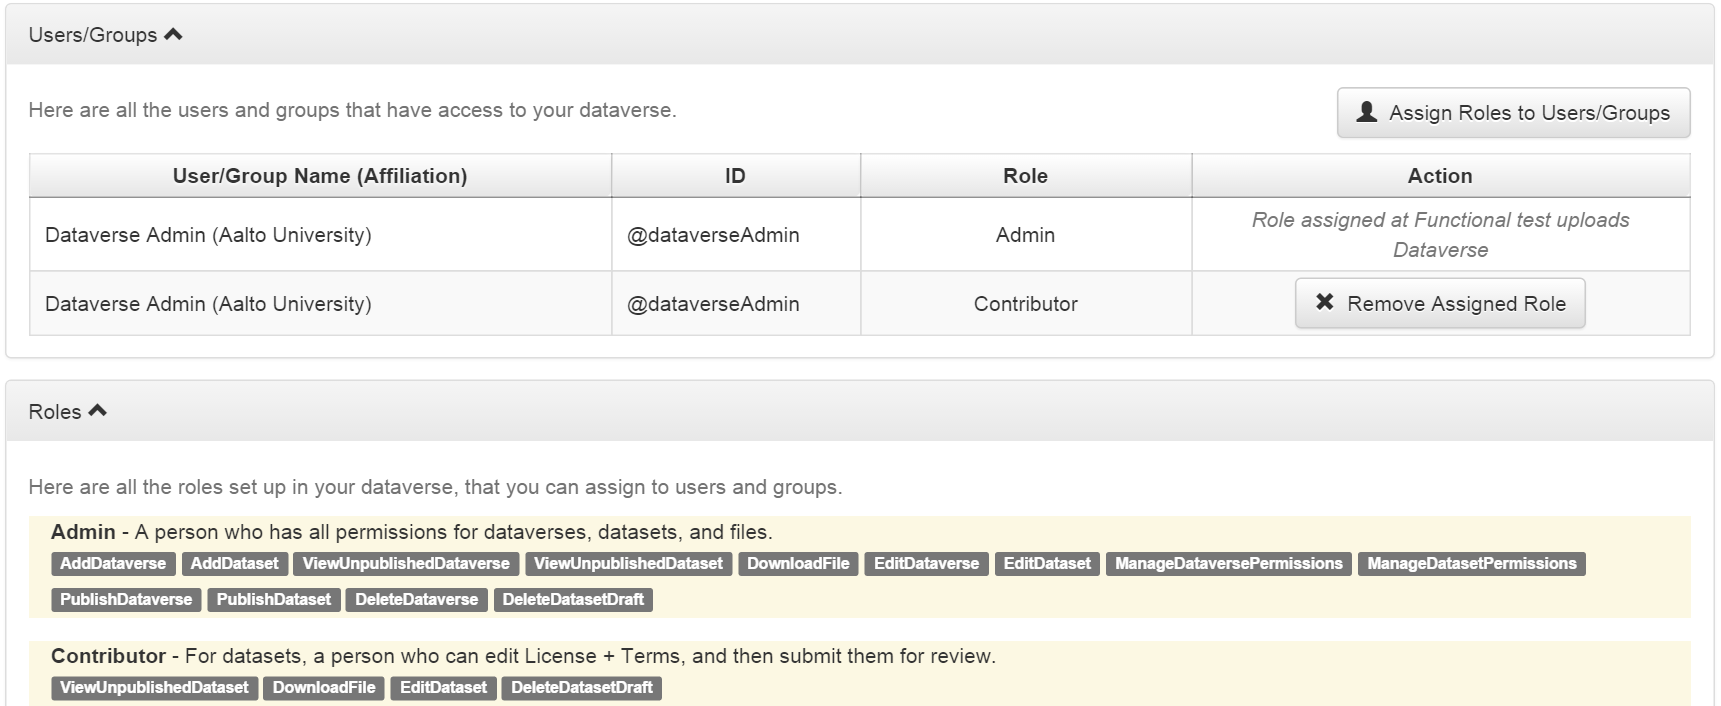 Users/Groups
Here are all the users and groups that have access to your dataverse.
Assign Roles to Users/Groups
User/Group Name (Affiliation) ID Role Action
Dataverse Admin (Aalto University) @dataverseAdmin Admin Role assigned at Functional test uploads
Dataverse
Dataverse Admin (Aalto University) @dataverseAdmin Contributor Remove Assigned Role
Roles
Here are all the roles set up in your dataverse, that you can assign to users and groups.
Admin - A person who has all permissions for dataverses, datasets, and files.
AddDataverse AddDataset ViewUnpublishedDataverse ViewUnpublishedDataset DownloadFile EditDataverse EditDataset ManageDataversePermissions ManageDatasetPermissions
PublishDataverse PublishDataset DeleteDataverse DeleteDatasetDraft
Contributor - For datasets, a person who can edit License + Terms, and then submit them for review.
ViewUnpublishedDataset DownloadFile EditDataset DeleteDatasetDraft